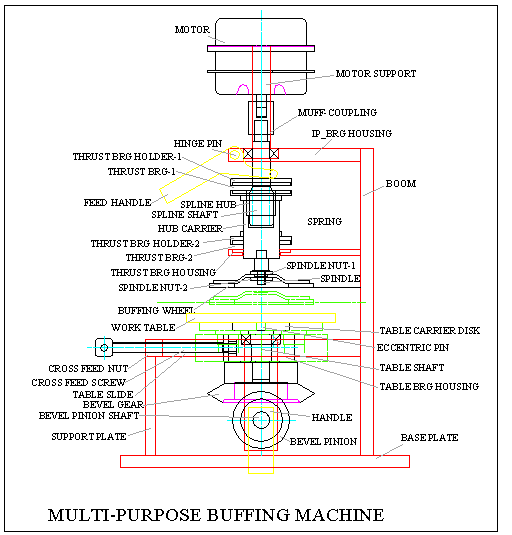 MOTOR
MOTOR SUPPORT
MUFF-COUPLING
IP_BRG HOUSING
HINGE PIN
THRUST BRG HOLDER-1
THRUST BRG-1
BOOM
FEED HANDLE
SPLINE HUB
SPLINE SHAFT
SPRING
HUB CARRIER
THRUST BRG HOLDER-2
THRUST BRG-2
SPINDLE NUT-1
THRUST BRG HOUSING
SPINDLE
SPINDLE NUT-2
BUFFING WHEEL
WORK TABLE
TABLE CARRIER DISK
ECCENTRIC PIN
CROSS FEED NUT
TABLE SHAFT
CROSS FEED SCREW
TABLE BRG HOUSING
TABLE SLIDE
BEVEL GEAR
BEVEL PINION SHAFT
HANDLE
SUPPORT PLATE
BEVEL PINION
BASE PLATE
MULTI-PURPOSE BUFFING MACHINE